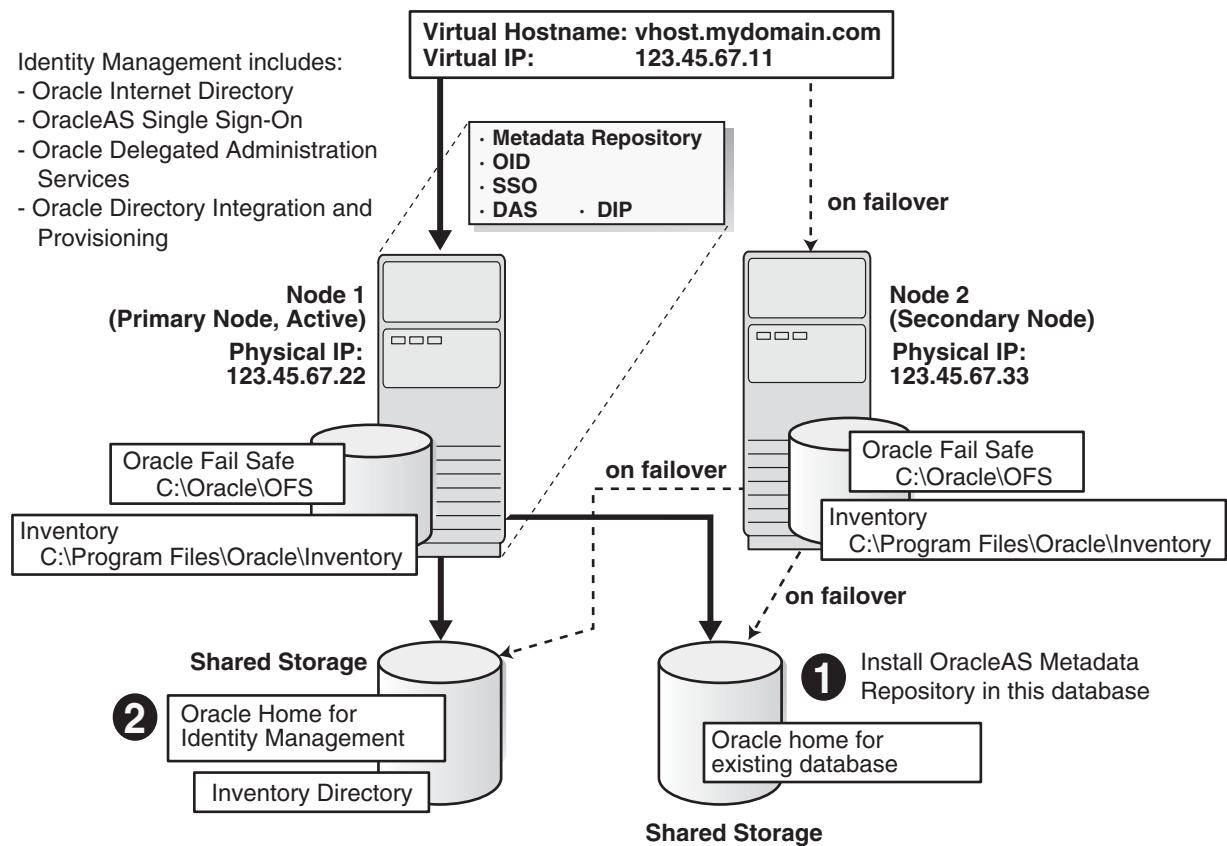 Virtual Hostname: vhost.mydomain.com
Virtual IP: 123.45.67.11
Identity Management includes:
- Oracle Internet Directory
- OracleAS Single Sign-On
- Oracle Delegated Administration
Services
- Oracle Directory Integration and
Provisioning
· Metadata Repository
· OID
· SSO
· DAS · DIP
on failover
Node 1
(Primary Node, Active)
Physical IP:
123.45.67.22
Node 2
(Secondary Node)
Physical IP:
123.45.67.33
Oracle Fail Safe
C:\Oracle\OFS
Inventory
C:\Program Files\Oracle\Inventory
on failover
Oracle Fail Safe
C:\Oracle\OFS
Inventory
C:\Program Files\Oracle\Inventory
on failover
Shared Storage
2
Oracle Home for
Identity Management
Inventory Directory
1
Install OracleAS Metadata
Repository in this database
Oracle home for
existing database
Shared Storage